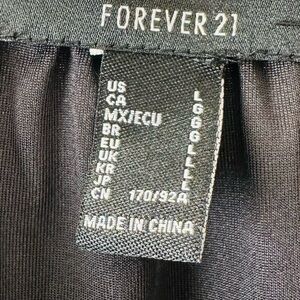 FOREVER 21
US L
CA G
MX/ECU G
BR G
EU L
UK L
KR L
JP L
CN 170/92A
MADE IN CHINA